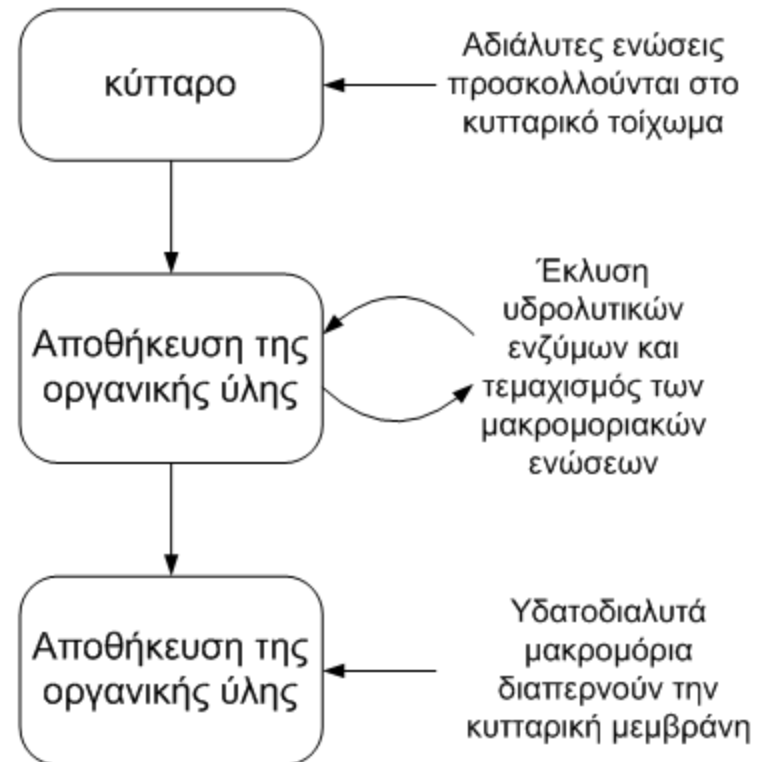 κύτταρο
Αδιάλυτες ενώσεις
προσκολλούνται στο
κυτταρικό τοίχωμα
Αποθήκευση της
οργανικής ύλης
Έκλυση
υδρολυτικών
ενζύμων και
τεμαχισμός των
μακρομοριακών
ενώσεων
Αποθήκευση της
οργανικής ύλης
Υδατοδιαλυτά
μακρομόρια
διαπερνούν την
κυτταρική μεμβράνη